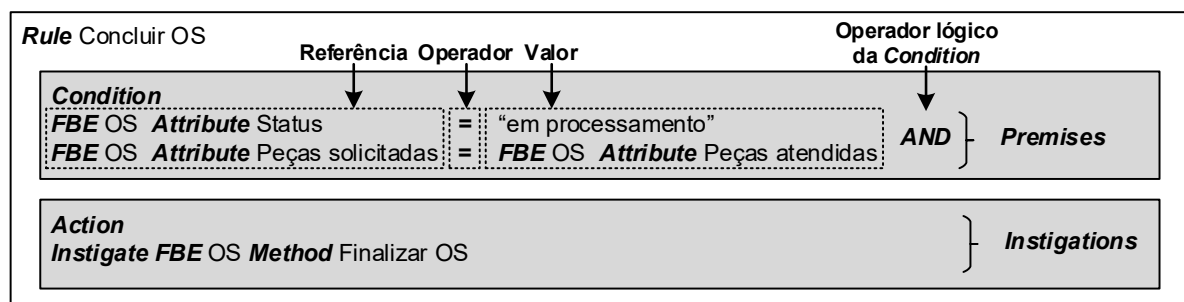 Rule Concluir OS
Referência Operador Valor
Operador lógico
da Condition
Condition
FBE OS Attribute Status = “em processamento”
FBE OS Attribute Peças solicitadas = FBE OS Attribute Peças atendidas
AND Premises
Action
Instigate FBE OS Method Finalizar OS
Instigations